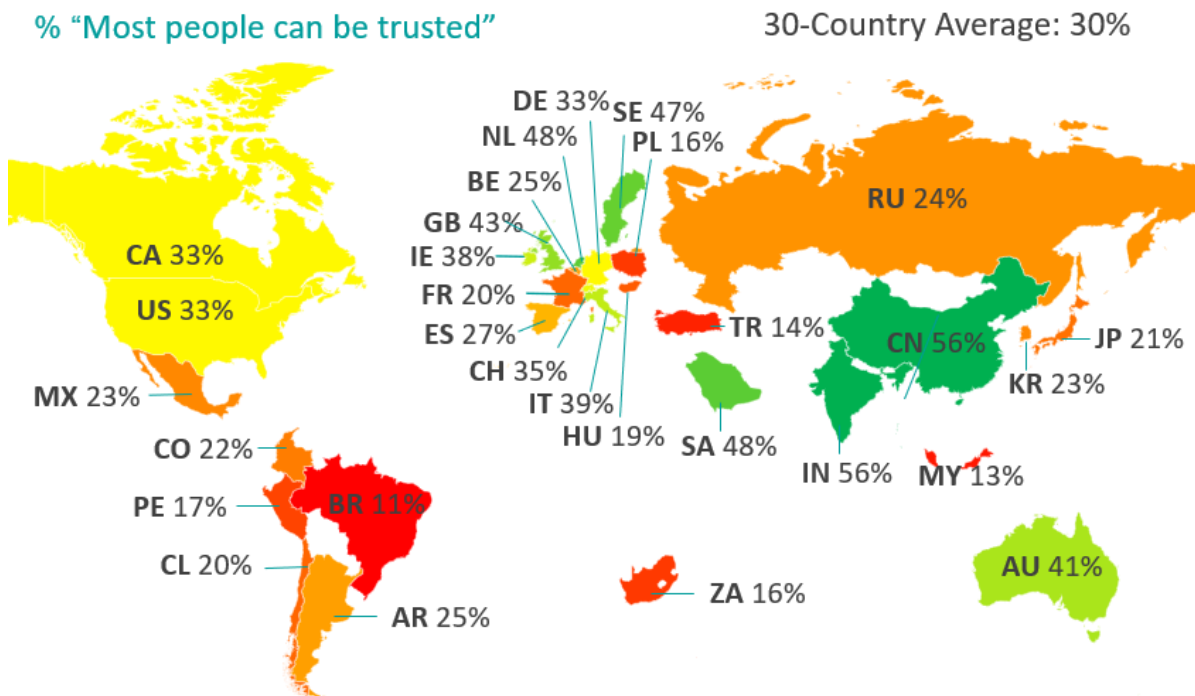 % “Most people can be trusted”
30-Country Average: 30%
DE 33%
SE 47%
NL 48%
PL 16%
BE 25%
GB 43%
IE 38%
FR 20%
ES 27%
CH 35%
IT 39%
HU 19%
RU 24%
CA 33%
US 33%
MX 23%
TR 14%
CN 56%
JP 21%
KR 23%
SA 48%
IN 56%
MY 13%
CO 22%
PE 17%
BR 11%
CL 20%
AR 25%
ZA 16%
AU 41%